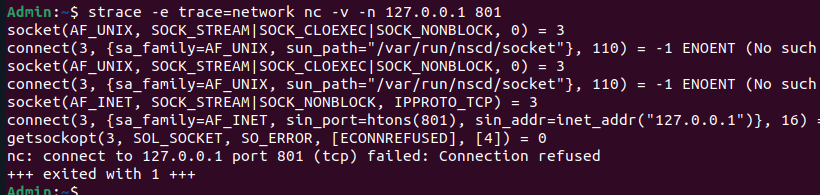 Admin:~$ strace -e trace=network nc -v -n 127.0.0.1 801
socket(AF_UNIX, SOCK_STREAM|SOCK_CLOEXEC|SOCK_NONBLOCK, 0) = 3
connect(3, {sa_family=AF_UNIX, sun_path="/var/run/nscd/socket"}, 110) = -1 ENOENT (No such
socket(AF_UNIX, SOCK_STREAM|SOCK_CLOEXEC|SOCK_NONBLOCK, 0) = 3
connect(3, {sa_family=AF_UNIX, sun_path="/var/run/nscd/socket"}, 110) = -1 ENOENT (No such
socket(AF_INET, SOCK_STREAM|SOCK_NONBLOCK, IPPROTO_TCP) = 3
connect(3, {sa_family=AF_INET, sin_port=htons(801), sin_addr=inet_addr("127.0.0.1")}, 16) =
getsockopt(3, SOL_SOCKET, SO_ERROR, [ECONNREFUSED], [4]) = 0
nc: connect to 127.0.0.1 port 801 (tcp) failed: Connection refused
+++ exited with 1 +++
Admin:~$